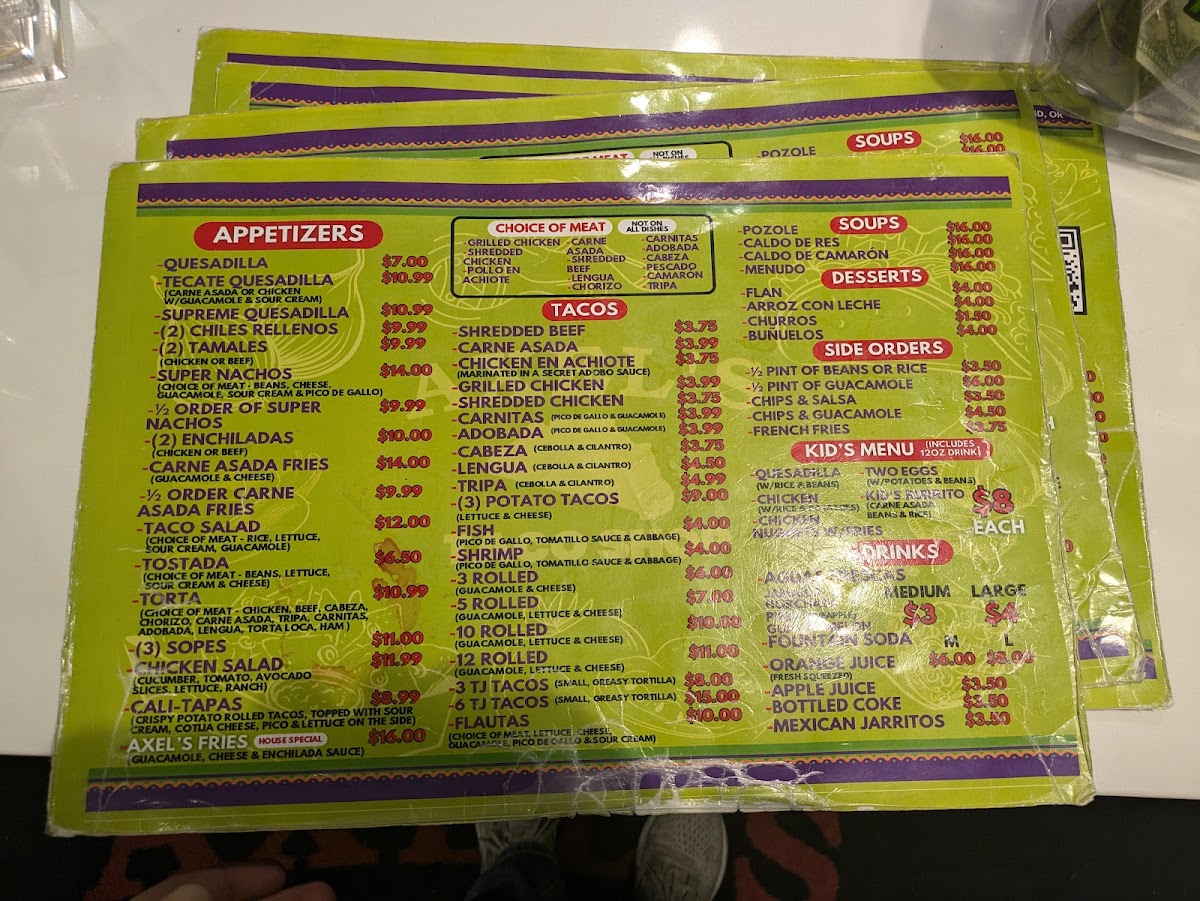 SOUPS
-POZOLE
$16.00
$16.00
OF MEAT
NOT ON
ALL DISHES
APPETIZERS
-QUESADILLA $7.00
-TECATE QUESADILLA $10.99
(CARNE ASADA OR CHICKEN
W/GUACAMOLE & SOUR CREAM)
-SUPREME QUESADILLA $10.99
-(2) CHILES RELLENOS $9.99
-(2) TAMALES $9.99
(CHICKEN OR BEEF)
-SUPER NACHOS $14.00
(CHOICE OF MEAT - BEANS, CHEESE,
GUACAMOLE, SOUR CREAM & PICO DE GALLO)
-½ ORDER OF SUPER $9.99
NACHOS
-(2) ENCHILADAS $10.00
(CHICKEN OR BEEF)
-CARNE ASADA FRIES $14.00
(GUACAMOLE & CHEESE)
-½ ORDER CARNE $9.99
ASADA FRIES
-TACO SALAD $12.00
(CHOICE OF MEAT - RICE, LETTUCE,
SOUR CREAM, GUACAMOLE)
-TOSTADA $6.50
(CHOICE OF MEAT - BEANS, LETTUCE,
SOUR CREAM & CHEESE)
-TORTA $10.99
(CHOICE OF MEAT - CHICKEN, BEEF, CABEZA,
CHORIZO, CARNE ASADA, TRIPA, CARNITAS,
ADOBADA, LENGUA, TORTA LOCA, HAM )
-(3) SOPES $11.00
-CHICKEN SALAD $11.99
(CUCUMBER, TOMATO, AVOCADO
SLICES, LETTUCE, RANCH)
-CALI-TAPAS $8.99
(CRISPY POTATO ROLLED TACOS, TOPPED WITH SOUR
CREAM, COTIJA CHEESE, PICO & LETTUCE ON THE SIDE)
-AXEL'S FRIES HOUSE SPECIAL $16.00
GUACAMOLE, CHEESE & ENCHILADA SAUCE)
CHOICE OF MEAT
NOT ON
ALL DISHES
-GRILLED CHICKEN
-SHREDDED
CHICKEN
-POLLO EN
ACHIOTE
-CARNE
ASADA
-SHREDDED
BEEF
-LENGUA
-CHORIZO
-CARNITAS
-ADOBADA
-CABEZA
-PESCADO
-CAMARON
-TRIPA
TACOS
-SHREDDED BEEF $3.75
-CARNE ASADA $3.99
-CHICKEN EN ACHIOTE $3.75
(MARINATED IN A SECRET ADOBO SAUCE)
-GRILLED CHICKEN $3.99
-SHREDDED CHICKEN $3.75
-CARNITAS (PICO DE GALLO & GUACAMOLE) $3.99
-ADOBADA (PICO DE GALLO & GUACAMOLE) $3.99
-CABEZA (CEBOLLA & CILANTRO) $3.75
-LENGUA (CEBOLLA & CILANTRO) $4.50
-TRIPA (CEBOLLA & CILANTRO) $4.99
-(3) POTATO TACOS $9.00
(LETTUCE & CHEESE)
-FISH $4.00
(PICO DE GALLO, TOMATILLO SAUCE & CABBAGE)
-SHRIMP $4.00
(PICO DE GALLO, TOMATILLO SAUCE & CABBAGE)
-3 ROLLED $6.00
(GUACAMOLE & CHEESE)
-5 ROLLED $7.00
(GUACAMOLE, LETTUCE & CHEESE)
-10 ROLLED $10.00
(GUACAMOLE, LETTUCE & CHEESE)
-12 ROLLED $11.00
(GUACAMOLE, LETTUCE & CHEESE)
-3 TJ TACOS (SMALL, GREASY TORTILLA) $8.00
-6 TJ TACOS (SMALL, GREASY TORTILLA) $15.00
-FLAUTAS $10.00
(CHOICE OF MEAT, LETTUCE, CHEESE,
GUACAMOLE, PICO DE GALLO & SOUR CREAM)
SOUPS
-POZOLE $16.00
-CALDO DE RES $16.00
-CALDO DE CAMARÓN $16.00
-MENUDO $16.00
DESSERTS
-FLAN $4.00
-ARROZ CON LECHE $4.00
-CHURROS $1.50
-BUÑUELOS $4.00
SIDE ORDERS
-½ PINT OF BEANS OR RICE $3.50
-½ PINT OF GUACAMOLE $6.00
-CHIPS & SALSA $3.50
-CHIPS & GUACAMOLE $4.50
-FRENCH FRIES $3.75
KID'S MENU (INCLUDES
12OZ DRINK)
-QUESADILLA
(W/RICE & BEANS)
-CHICKEN
(W/RICE &
-CHICKEN
NUGGETS W/FRIES
-TWO EGGS
(W/POTATOES & BEANS)
-KID'S BURRITO
(CARNE ASADA,
BEANS & RICE)
$8
EACH
DRINKS
MEDIUM LARGE
$3 $4
-FOUNTAIN SODA M L
-ORANGE JUICE $6.00 $8.00
(FRESH SQUEEZED)
-APPLE JUICE $3.50
-BOTTLED COKE $3.50
-MEXICAN JARRITOS $3.50